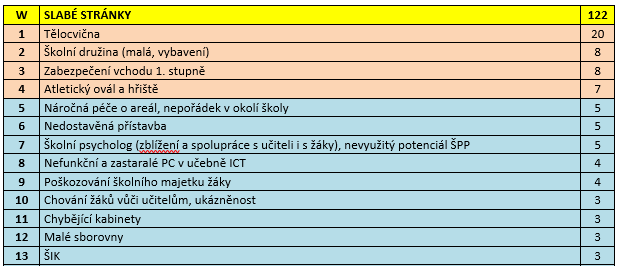 W SLABÉ STRÁNKY 122
1 Tělocvična 20
2 Školní družina (malá, vybavení) 8
3 Zabezpečení vchodu 1. stupně 8
4 Atletický ovál a hřiště 7
5 Náročná péče o areál, nepořádek v okolí školy 5
6 Nedostavěná přístavba 5
7 Školní psycholog (zblížení a spolupráce s učiteli i s žáky), nevyužitý potenciál ŠPP 5
8 Nefunkční a zastaralé PC v učebně ICT 4
9 Poškozování školního majetku žáky 4
10 Chování žáků vůči učitelům, ukázněnost 3
11 Chybějící kabinety 3
12 Malé sborovny 3
13 ŠIK 3